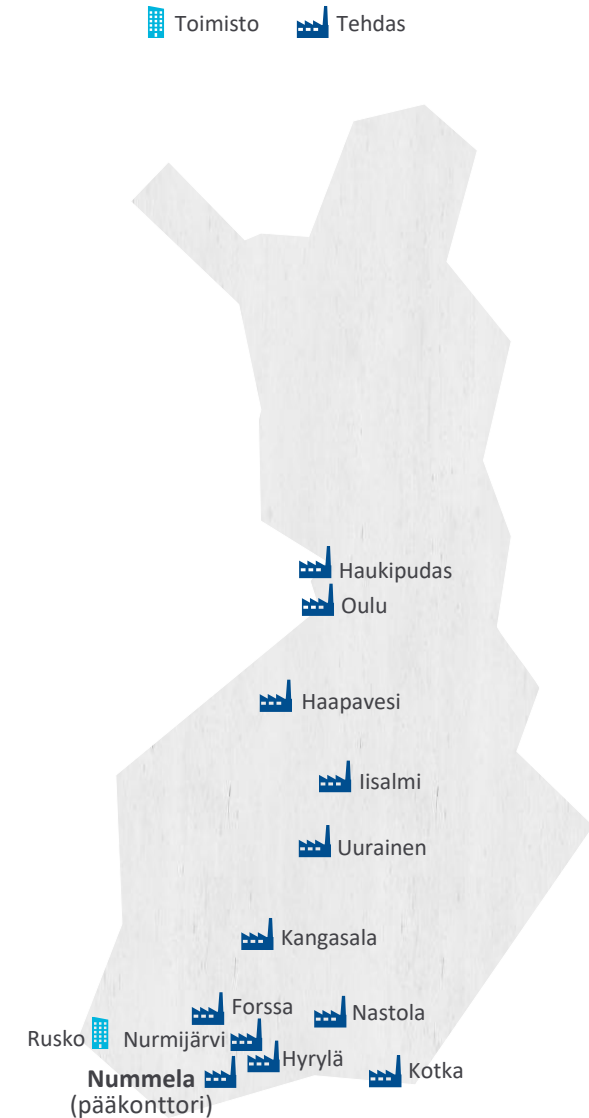 Toimisto Tehdas
Haukipudas
Oulu
Haapavesi
Iisalmi
Uurainen
Kangasala
Forssa
Nastola
Rusko
Nurmijärvi
Hyrylä
Kotka
Nummela
(pääkonttori)